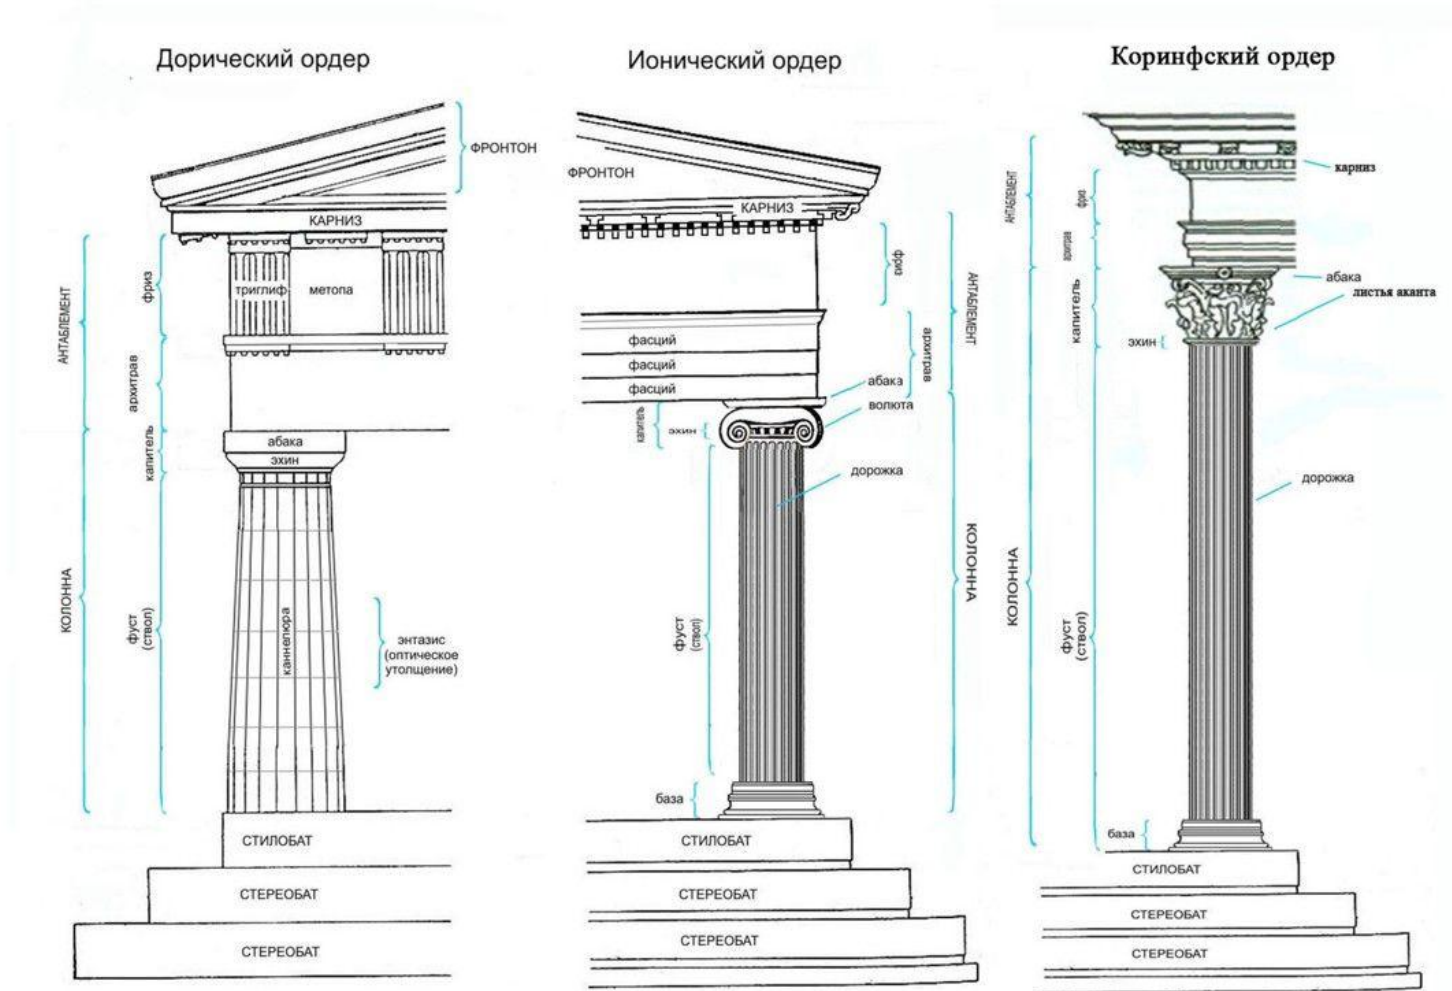 Дорический ордер
ФРОНТОН
КАРНИЗ
АНТАБЛЕМЕНТ
фриз
триглиф
метопа
архитрав
капитель
абака
эхин
КОЛОННА
фуст
(ствол)
каннелюра
энтазис
(оптическое
утолщение)
СТИЛОБАТ
СТЕРЕОБАТ
СТЕРЕОБАТ
Ионический ордер
ФРОНТОН
КАРНИЗ
фриз
АНТАБЛЕМЕНТ
фасций
фасций
фасций
архитрав
абака
волюта
капитель
эхин
дорожка
КОЛОННА
фуст
(ствол)
база
СТИЛОБАТ
СТЕРЕОБАТ
СТЕРЕОБАТ
Коринфский ордер
карниз
АНТАБЛЕМЕНТ
фриз
архитрав
абака
листья аканта
капитель
эхин
дорожка
КОЛОННА
фуст
(ствол)
база
СТИЛОБАТ
СТЕРЕОБАТ
СТЕРЕОБАТ